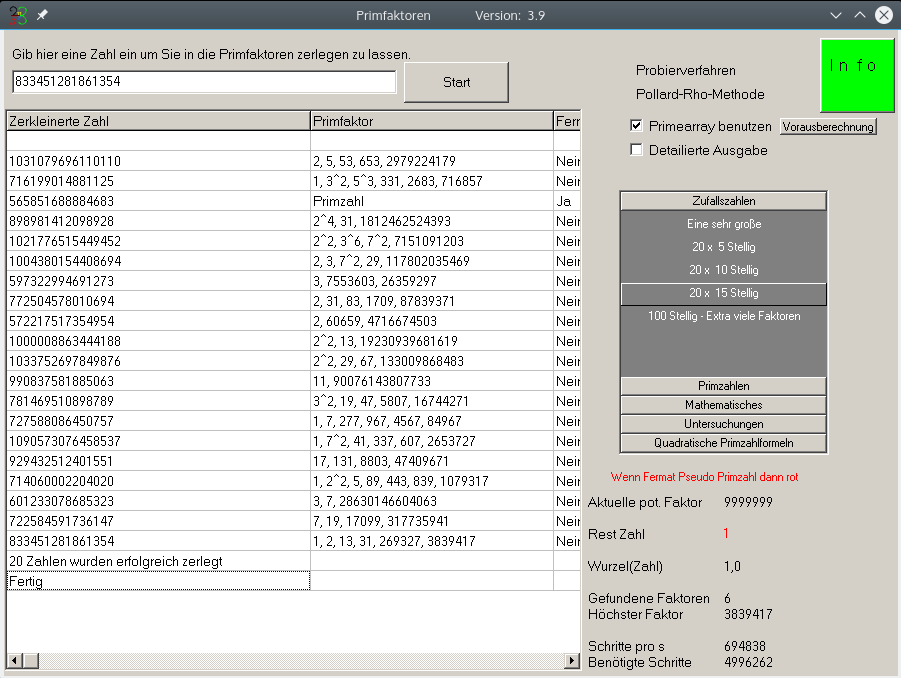 Primfaktoren Version: 3.9
Gib hier eine Zahl ein um Sie in die Primfaktoren zerlegen zu lassen.
833451281861354
Start
Zerkleinerte Zahl Primfaktor Ferr
1031079696110110 2, 5, 53, 653, 2979224179 Nein
716199014881125 1, 3^2, 5^3, 331, 2683, 716857 Nein
565851688884683 Primzahl Ja
898981412098928 2^4, 31, 1812462524393 Nein
1021776515449452 2^2, 3^6, 7^2, 7151091203 Nein
1004380154408694 2, 3, 7^2, 29, 117802035469 Nein
597322994691273 3, 7553603, 26359297 Nein
772504578010694 2, 31, 83, 1709, 87839371 Nein
572217517354954 2, 60659, 4716674503 Nein
1000008863444188 2^2, 13, 19230939681619 Nein
1033752697849876 2^2, 29, 67, 133009868483 Nein
990837581885063 11, 90076143807733 Nein
781469510898789 3^2, 19, 47, 5807, 16744271 Nein
727588086450757 1, 7, 277, 967, 4567, 84967 Nein
1090573076458537 1, 7^2, 41, 337, 607, 2653727 Nein
929432512401551 17, 131, 8803, 47409671 Nein
714060002204020 1, 2^2, 5, 89, 443, 839, 1079317 Nein
601233078685323 3, 7, 28630146604063 Nein
722584591736147 7, 19, 17099, 317735941 Nein
833451281861354 1, 2, 13, 31, 269327, 3839417 Nein
20 Zahlen wurden erfolgreich zerlegt
Fertig
Probierverfahren
Pollard-Rho-Methode
Info
Primearray benutzen Vorausberechnung
Detailierte Ausgabe
Zufallszahlen
Eine sehr große
20 x 5 Stellig
20 x 10 Stellig
20 x 15 Stellig
100 Stellig - Extra viele Faktoren
Primzahlen
Mathematisches
Untersuchungen
Quadratische Primzahlformeln
Wenn Fermat Pseudo Primzahl dann rot
Aktuelle pot. Faktor 9999999
Rest Zahl 1
Wurzel(Zahl) 1,0
Gefundene Faktoren 6
Höchster Faktor 3839417
Schritte pro s 694838
Benötigte Schritte 4996262